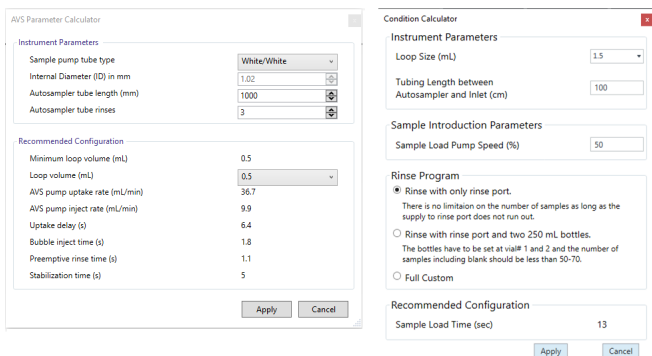 AVS Parameter Calculator
Instrument Parameters
Sample pump tube type White/White
Internal Diameter (ID) in mm 1.02
Autosampler tube length (mm) 1000
Autosampler tube rinses 3
Recommended Configuration
Minimum loop volume (mL) 0.5
Loop volume (mL) 0.5
AVS pump uptake rate (mL/min) 36.7
AVS pump inject rate (mL/min) 9.9
Uptake delay (s) 6.4
Bubble inject time (s) 1.8
Preemptive rinse time (s) 1.1
Stabilization time (s) 5
Apply Cancel
Condition Calculator x
Instrument Parameters
Loop Size (mL) 1.5
Tubing Length between
Autosampler and Inlet (cm) 100
Sample Introduction Parameters
Sample Load Pump Speed (%) 50
Rinse Program
Rinse with only rinse port.
There is no limitaion on the number of samples as long as the
supply to rinse port does not run out.
Rinse with rinse port and two 250 mL bottles.
The bottles have to be set at vial# 1 and 2 and the number of
samples including blank should be less than 50-70.
Full Custom
Recommended Configuration
Sample Load Time (sec) 13
Apply Cancel